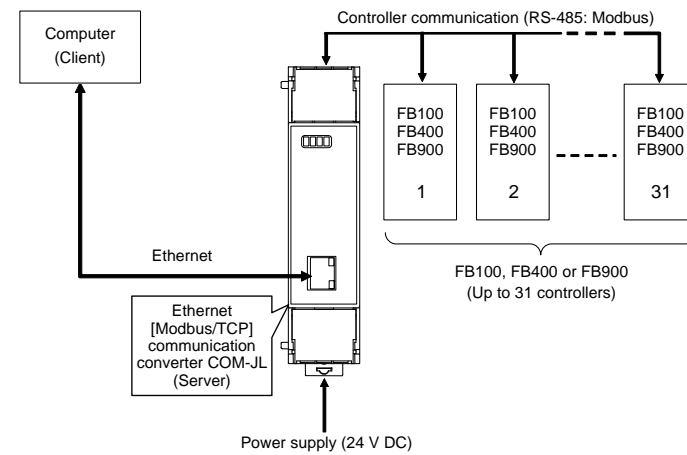 Controller communication (RS-485: Modbus)
Computer
(Client)
FB100
FB400
FB900
1
FB100
FB400
FB900
2
FB100
FB400
FB900
31
Ethernet
FB100, FB400 or FB900
(Up to 31 controllers)
Ethernet
[Modbus/TCP]
communication
converter COM-JL
(Server)
Power supply (24 V DC)